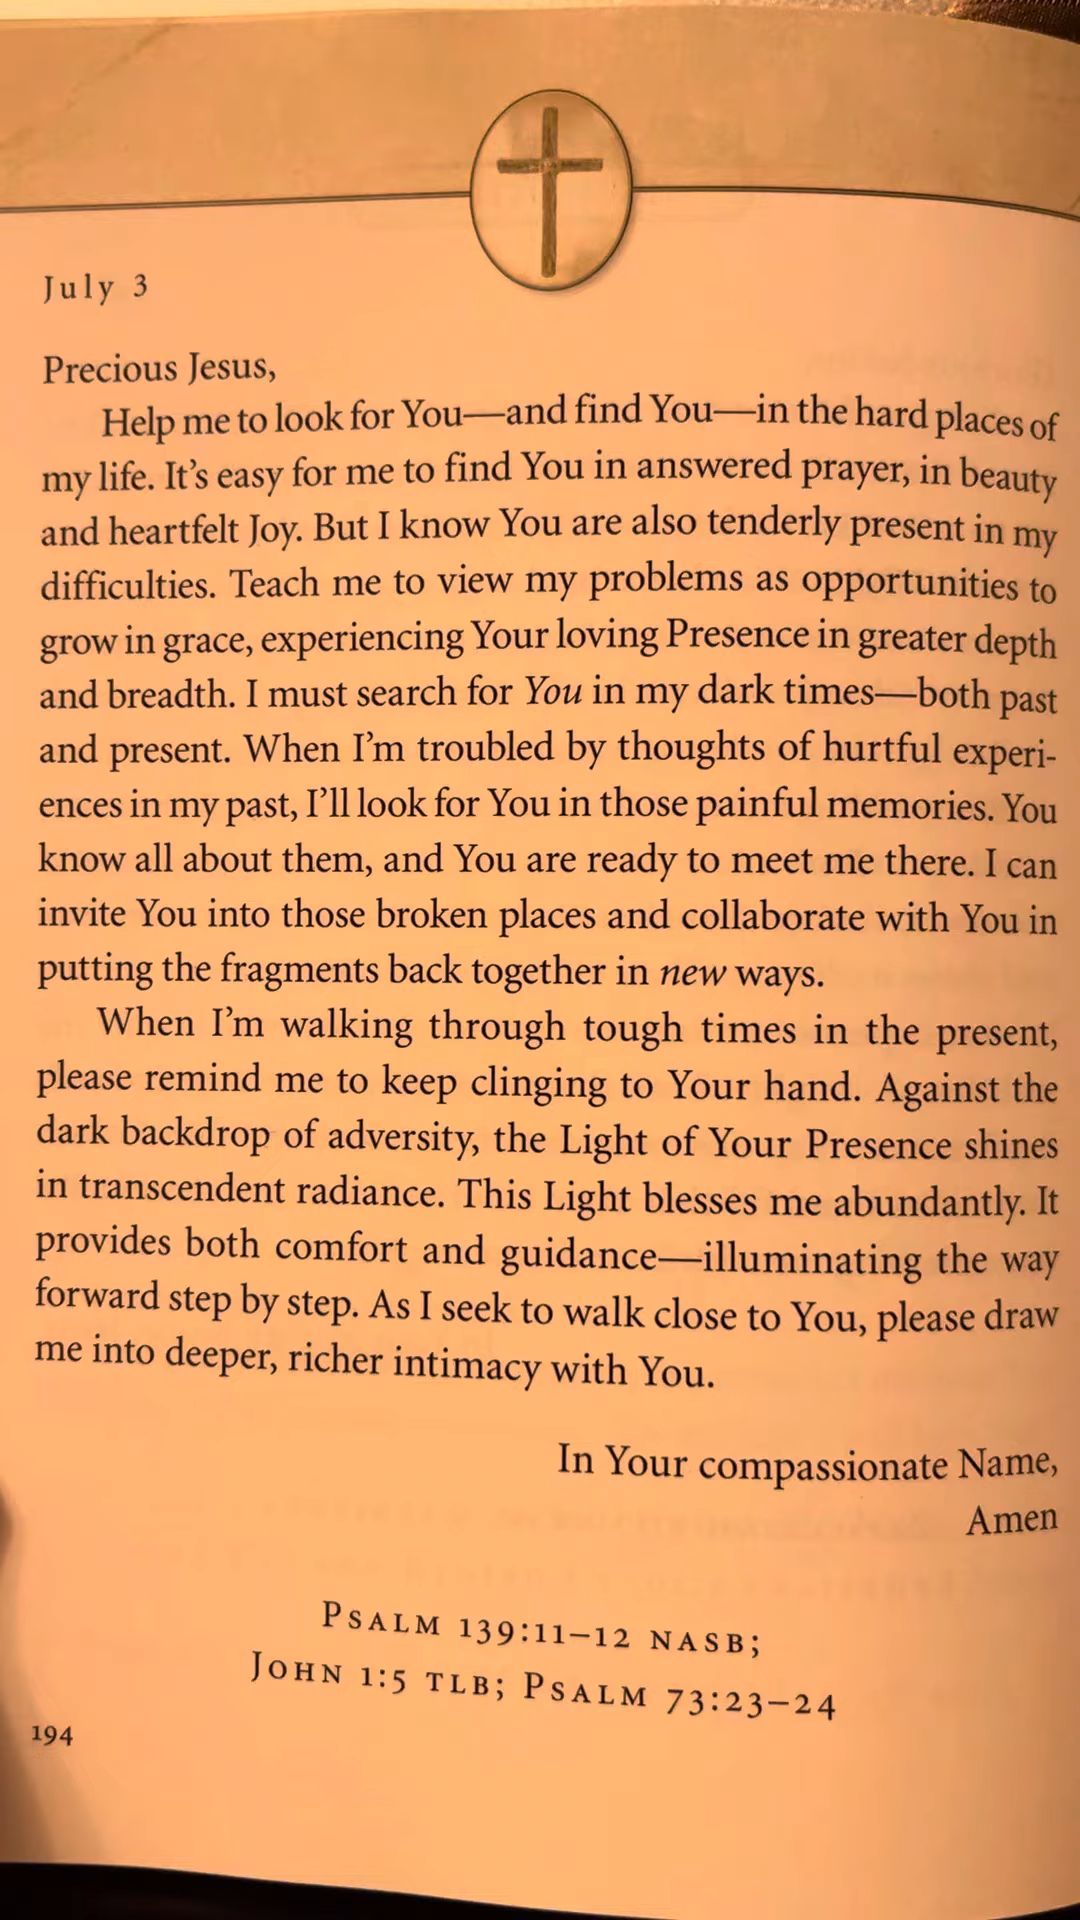 July 3
Precious Jesus,
Help me to look for You—and find You—in the hard places of
my life. It's easy for me to find You in answered prayer, in beauty
and heartfelt Joy. But I know You are also tenderly present in my
difficulties. Teach me to view my problems as opportunities to
grow in grace, experiencing Your loving Presence in greater depth
and breadth. I must search for You in my dark times—both past
and present. When I'm troubled by thoughts of hurtful experi-
ences in my past, I'll look for You in those painful memories. You
know all about them, and You are ready to meet me there. I can
invite You into those broken places and collaborate with You in
putting the fragments back together in new ways.
When I'm walking through tough times in the present,
please remind me to keep clinging to Your hand. Against the
dark backdrop of adversity, the Light of Your Presence shines
in transcendent radiance. This Light blesses me abundantly. It
provides both comfort and guidance—illuminating the way
forward step by step. As I seek to walk close to You, please draw
me into deeper, richer intimacy with You.
In Your compassionate Name,
Amen
PSALM 139:11–12 NASB;
JOHN 1:5 TLB; PSALM 73:23–24
194